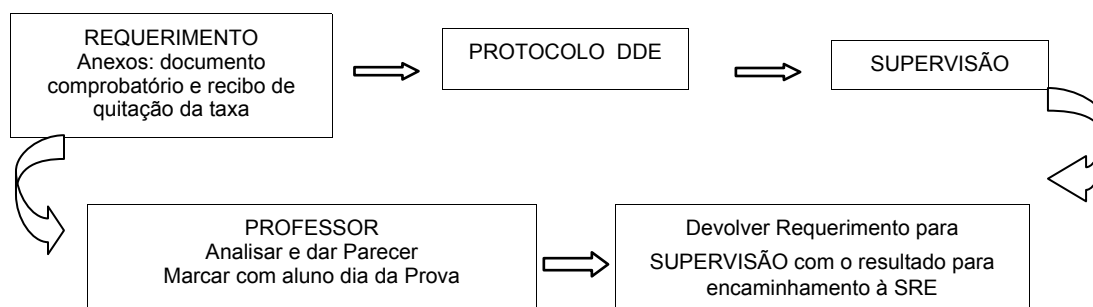 REQUERIMENTO
Anexos: documento
comprobatório e recibo de
quitação da taxa
PROTOCOLO DDE
SUPERVISÃO
PROFESSOR
Analisar e dar Parecer
Marcar com aluno dia da Prova
Devolver Requerimento para
SUPERVISÃO com o resultado para
encaminhamento à SRE